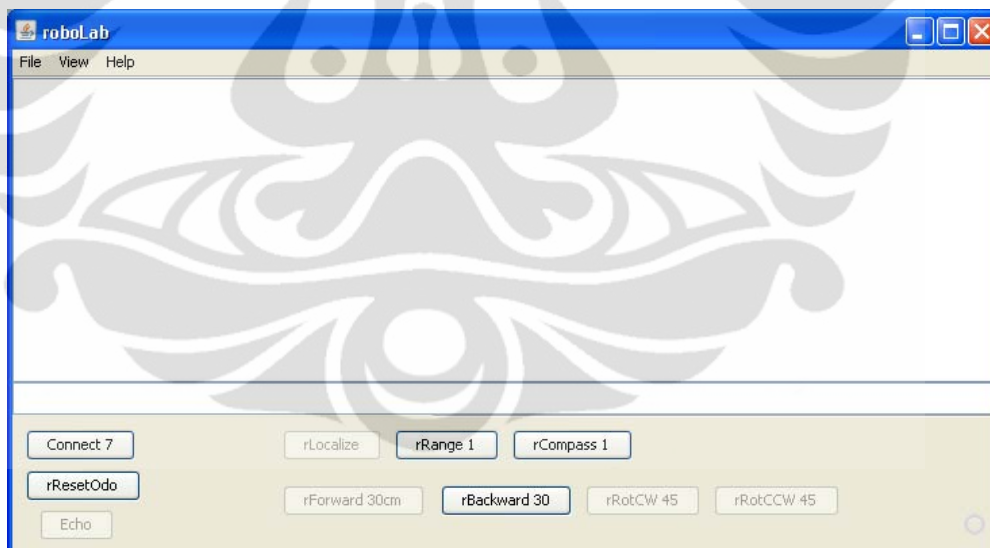 roboLab
File View Help
Connect 7 rLocalize rRange 1 rCompass 1
rResetOdo
rForward 30cm rBackward 30 rRotCW 45 rRotCCW 45
Echo